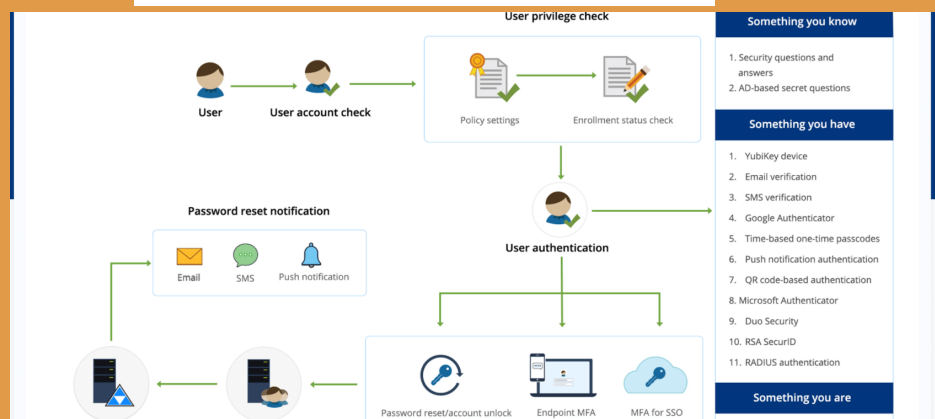 User privilege check
User
User account check
Policy settings
Enrollment status check
User authentication
Password reset notification
Email
SMS
Push notification
Password reset/account unlock
Endpoint MFA
MFA for SSO
Something you know
1. Security questions and
answers
2. AD-based secret questions
Something you have
1. YubiKey device
2. Email verification
3. SMS verification
4. Google Authenticator
5. Time-based one-time passcodes
6. Push notification authentication
7. QR code-based authentication
8. Microsoft Authenticator
9. Duo Security
10. RSA SecurID
11. RADIUS authentication
Something you are